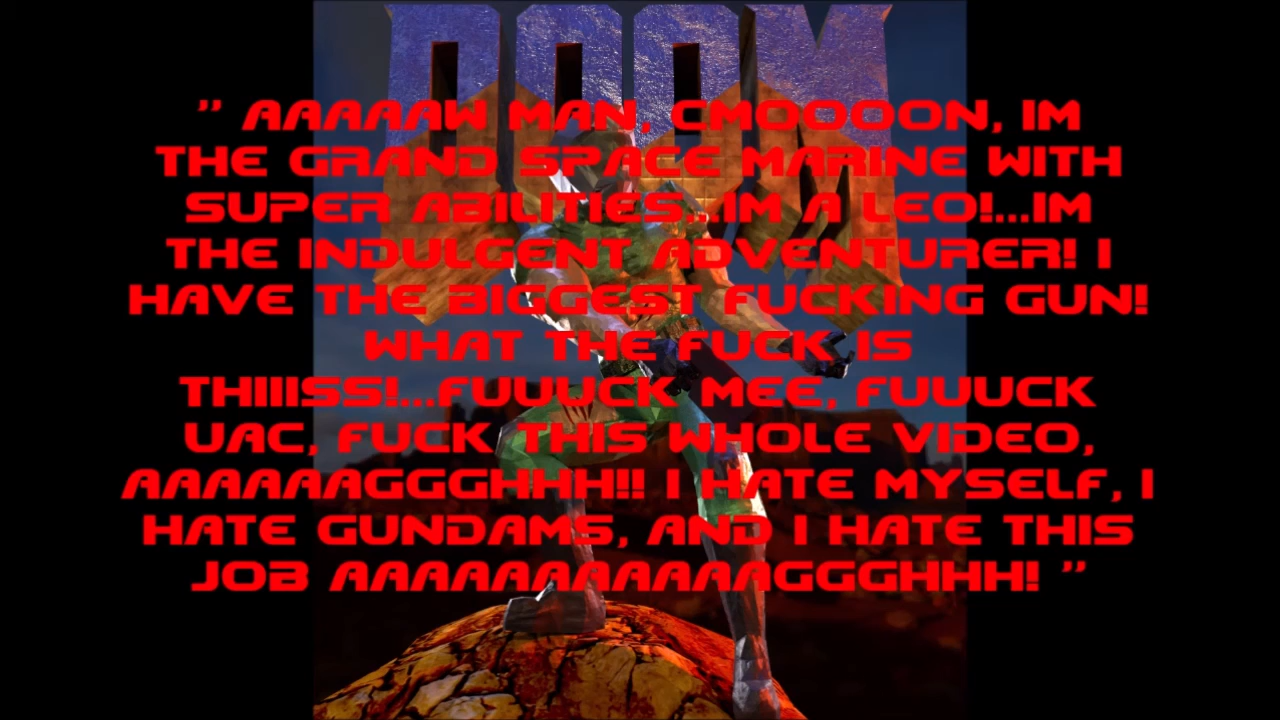 DOOM
" AAAAAW MAN, CMOOOOON, IM
THE GRAND SPACE MARINE WITH
SUPER ABILITIES...IM A LEO!...IM
THE INDULGENT ADVENTURER! I
HAVE THE BIGGEST FUCKING GUN!
WHAT THE FUCK IS
THIIISS!...FUUUCK MEE, FUUUCK
UAC, FUCK THIS WHOLE VIDEO,
AAAAAAGGGHHH!! I HATE MYSELF, I
HATE GUNDAMS, AND I HATE THIS
JOB AAAAAAAAAAAAGGGHHH! "